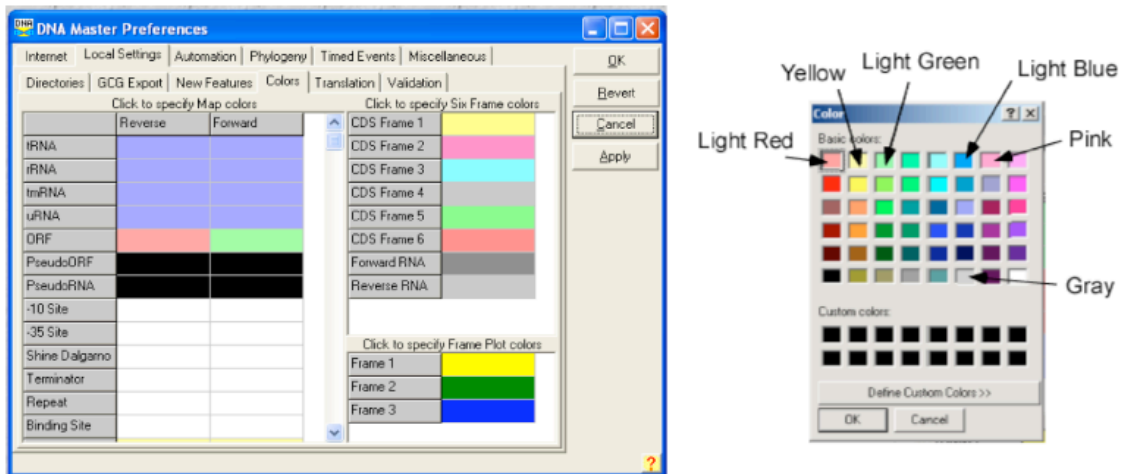 DNA Master Preferences
Internet Local Settings Automation Phylogeny Timed Events Miscellaneous
Directories GCG Export New Features Colors Translation Validation
Click to specify Map colors
Reverse Forward
tRNA
rRNA
tmRNA
uRNA
ORF
PseudoORF
PseudoRNA
-10 Site
-35 Site
Shine Dalgarno
Terminator
Repeat
Binding Site
Click to specify Six Frame colors
CDS Frame 1
CDS Frame 2
CDS Frame 3
CDS Frame 4
CDS Frame 5
CDS Frame 6
Forward RNA
Reverse RNA
Click to specify Frame Plot colors
Frame 1
Frame 2
Frame 3
OK
Revert
Cancel
Apply
?
Light Red
Yellow
Light Green
Light Blue
Pink
Gray
Color
? X
Basic colors:
Custom colors:
Define Custom Colors >>
OK Cancel